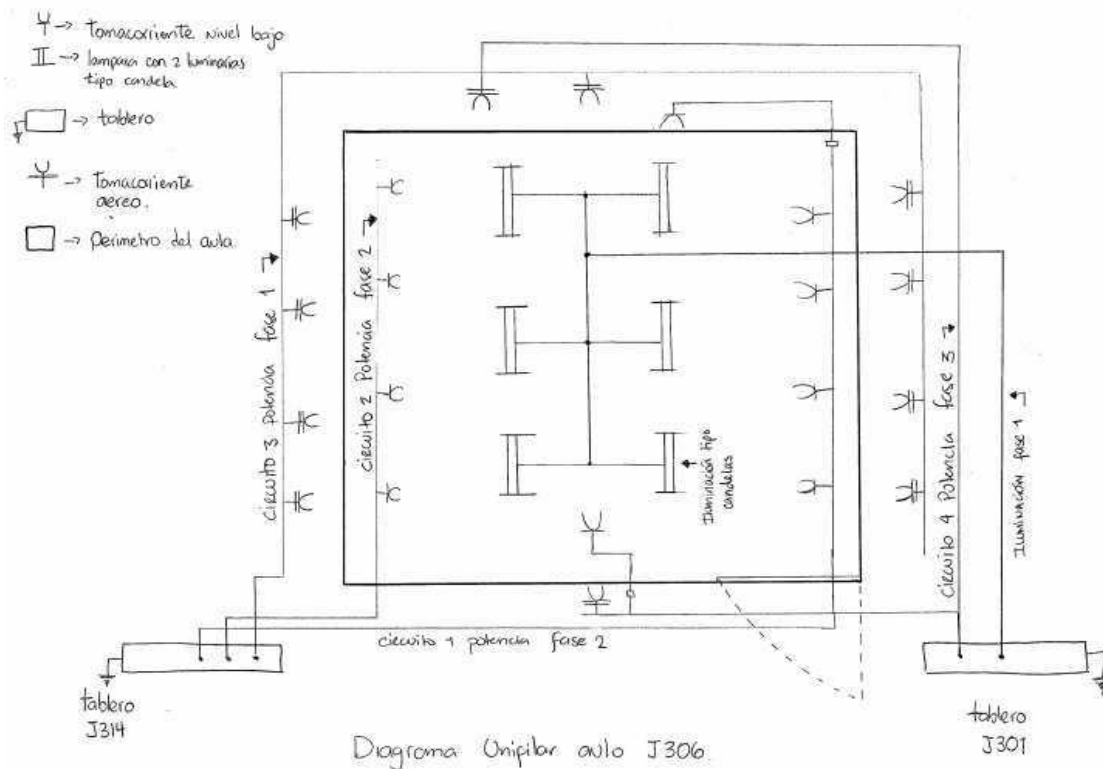 tomacorriente nivel bajo
lampara con 2 luminarias
tipo candela
tablero
Tomacorriente
aereo.
perimetro del aula
circuito 3 potencia fase 1
circuito 2 Potencia fase 2
Iluminación tipo
candelas
circuito 4 Potencia fase 3
Iluminación fase 1
circuito 1 potencia fase 2
tablero
J314
tablero
J301
Diagrama Unifilar aula J306